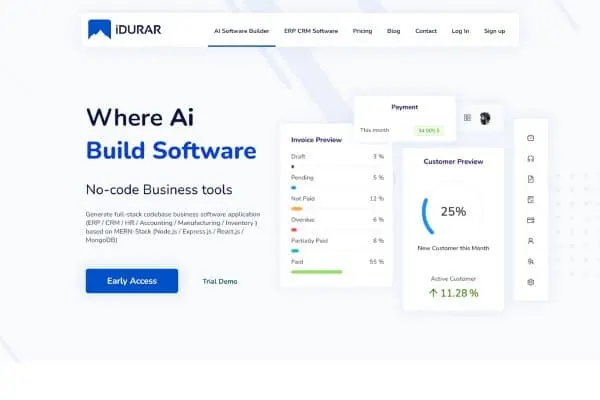 iDURAR
AI Software Builder
ERP CRM Software
Pricing
Blog
Contact
Log In
Sign up
Where Ai
Build Software
No-code Business tools
Generate full-stack codebase business software application
(ERP / CRM / HR / Accounting / Manufacturing / Inventory )
based on MERN-Stack (Node.js / Express.js / React.js /
MongoDB)
Early Access
Trial Demo
Payment
This month
Invoice Preview
Draft 3 %
Pending 5 %
Not Paid 12 %
Overdue 6 %
Partially Paid 8 %
Paid 55 %
Customer Preview
25%
New Customer this Month
Active Customer
11.28 %